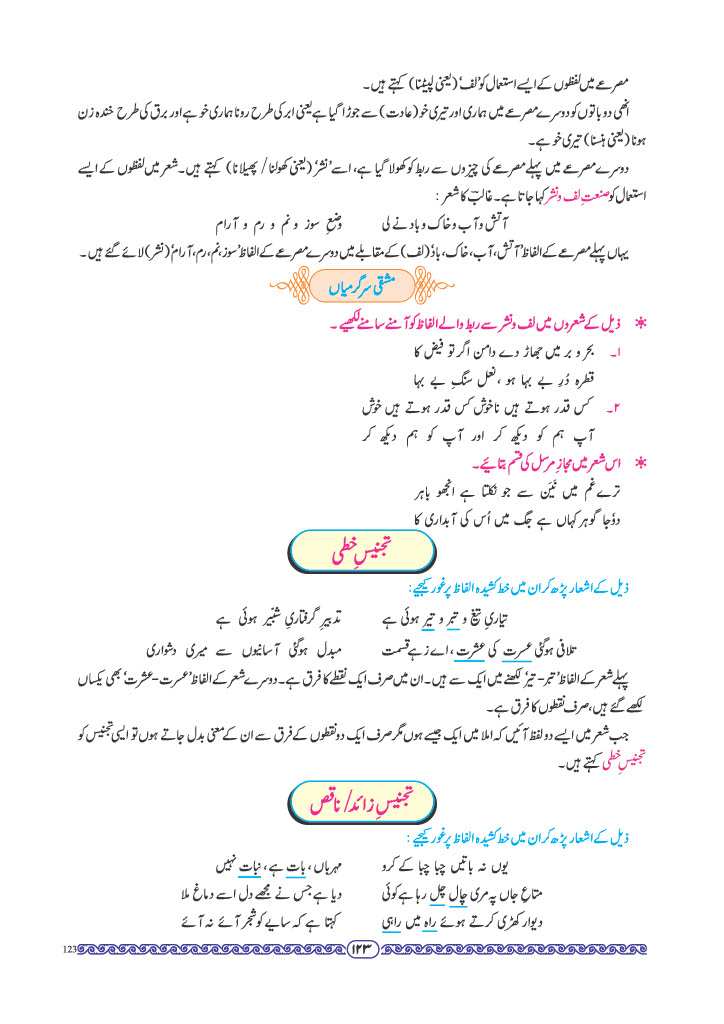 مصرعے میں لفظوں کے ایسے استعمال کو 'لف' (یعنی لپیٹنا) کہتے ہیں۔
انھی دو باتوں کو دوسرے مصرعے میں ہماری اور تیری خو (عادت) سے جوڑا گیا ہے یعنی ابر کی طرح رونا ہماری خو ہے اور برق کی طرح خندہ زن
ہونا (یعنی ہنسنا) تیری خو ہے۔
دوسرے مصرعے میں پہلے مصرعے کی چیزوں سے ربط کو کھولا گیا ہے، اسے 'نشر' (یعنی کھولنا / پھیلانا) کہتے ہیں۔ شعر میں لفظوں کے ایسے
استعمال کو صنعتِ لف و نشر کہا جاتا ہے۔ غالبؔ کا شعر :
آتش و آب و خاک و باد نے لی وضعِ سوز و نم و رم و آرام
یہاں پہلے مصرعے کے الفاظ 'آتش، آب، خاک، باد' (لف) کے مقابلے میں دوسرے مصرعے کے الفاظ 'سوز، نم، رم، آرام' (نشر) لائے گئے ہیں۔
مشقی سرگرمیاں
* ذیل کے شعروں میں لف و نشر سے ربط والے الفاظ کو آمنے سامنے لکھیے۔
۱۔ بحر و بر میں جھاڑ دے دامن اگر تو فیض کا
قطرہ دُرِ بے بہا ہو، نعل سنگِ بے بہا
۲۔ کس قدر ہوتے ہیں ناخوش کس قدر ہوتے ہیں خوش
آپ ہم کو دیکھ کر اور آپ کو ہم دیکھ کر
* اس شعر میں مجازِ مرسل کی قسم بتائیے۔
ترے غم میں نَیَن سے جو نکلتا ہے انجھو باہر
دوٗجا گوہر کہاں ہے جگ میں اُس کی آبداری کا
تجنیسِ خطی
ذیل کے اشعار پڑھ کر ان میں خط کشیدہ الفاظ پر غور کیجیے :
تیاریِ تیغ و تبر و تیر ہوئی ہے تدبیرِ گرفتاریِ شبیر ہوئی ہے
تلافی ہوگئی عسرت کی عشرت، اے زہے قسمت مبدل ہوگئی آسانیوں سے میری دشواری
پہلے شعر کے الفاظ 'تبر - تیر' لکھنے میں ایک سے ہیں۔ ان میں صرف ایک نقطے کا فرق ہے۔ دوسرے شعر کے الفاظ 'عسرت - عشرت' بھی یکساں
لکھے گئے ہیں، صرف نقطوں کا فرق ہے۔
جب شعر میں ایسے دو لفظ آئیں کہ املا میں ایک جیسے ہوں مگر صرف ایک دو نقطوں کے فرق سے ان کے معنی بدل جاتے ہوں تو ایسی تجنیس کو
تجنیسِ خطی کہتے ہیں۔
تجنیسِ زائد / ناقص
ذیل کے اشعار پڑھ کر ان میں خط کشیدہ الفاظ پر غور کیجیے :
یوں نہ باتیں چبا چبا کے کرو مہرباں، بات ہے، نبات نہیں
متاعِ جاں پہ مری چال چل رہا ہے کوئی دیا ہے جس نے مجھے دل اسے دماغ ملا
دیوار کھڑی کرتے ہوئے راہ میں راہی کہتا ہے کہ سایے کو شجر آئے نہ آئے
۱۲۳
123